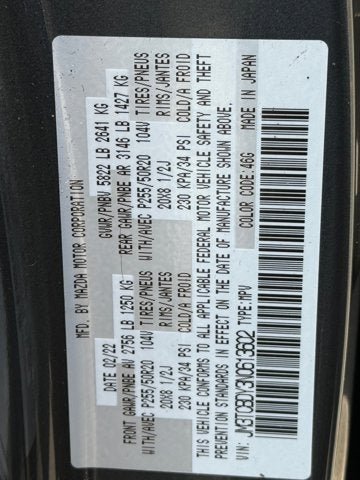 MFD. BY MAZDA MOTOR CORPORATION
02/22 GVWR/PNBV 5822 LB 2641 KG
FRONT GAWR/PNBE AV 2756 LB 1250 KG REAR GAWR/PNBE AR 3146 LB 1427 KG
WITH/AVEC P255/50R20 104V TIRES/PNEUS WITH/AVEC P255/50R20 104V TIRES/PNEUS
20X8 1/2J RIMS/JANTES 20X8 1/2J RIMS/JANTES
230 KPA/34 PSI COLD/A FROID 230 KPA/34 PSI COLD/A FROID
THIS VEHICLE CONFORMS TO ALL APPLICABLE FEDERAL MOTOR VEHICLE SAFETY AND THEFT
PREVENTION STANDARDS IN EFFECT ON THE DATE OF MANUFACTURE SHOWN ABOVE.
TYPE:MPV COLOR CODE:46G MADE IN JAPAN
VIN: